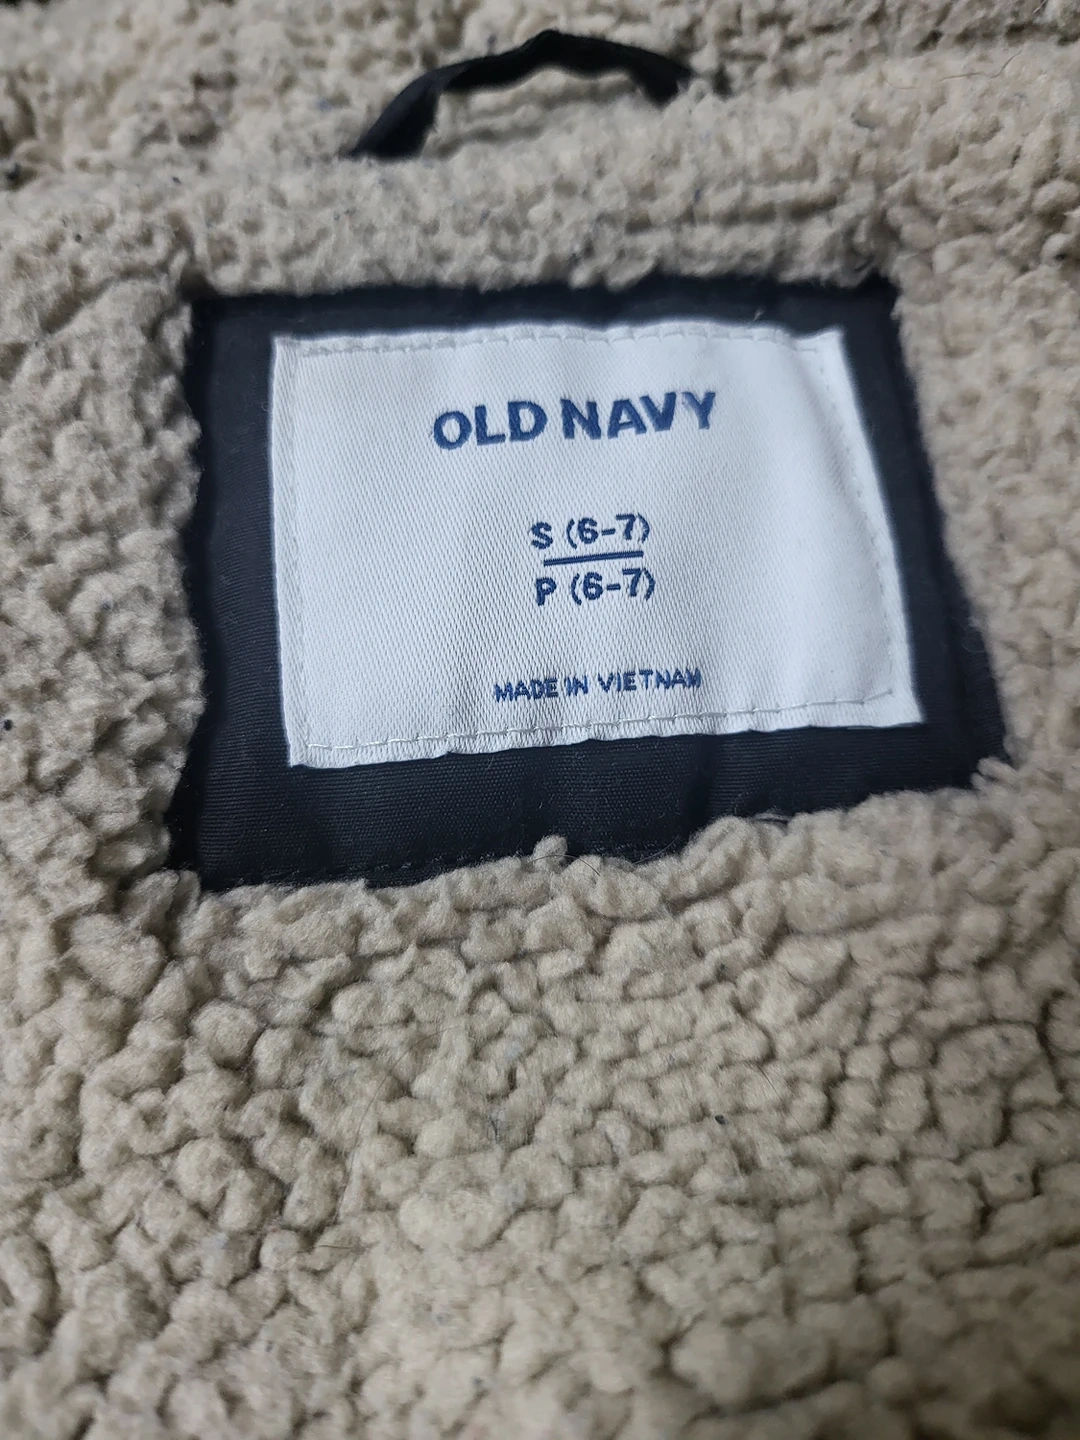 OLD NAVY
S (6-7)
P (6-7)
MADE IN VIETNAM